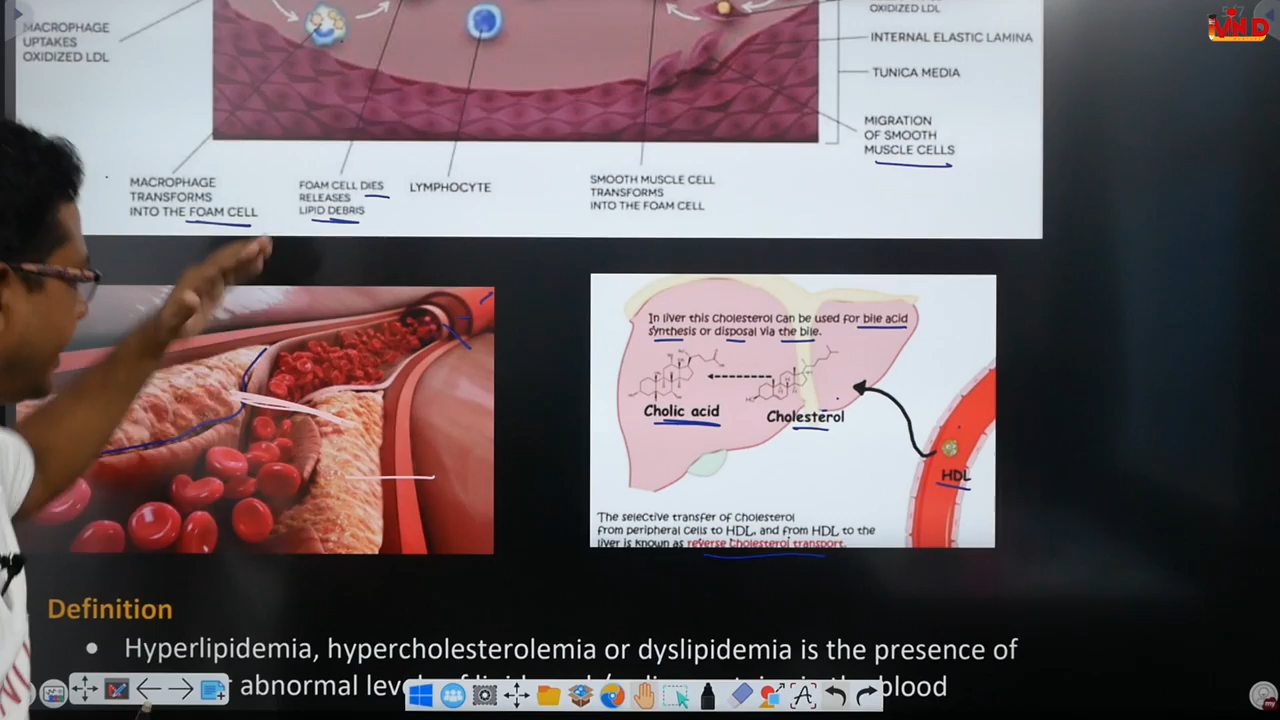 OXIDIZED LDL
MACROPHAGE
UPTAKES
OXIDIZED LDL
INTERNAL ELASTIC LAMINA
TUNICA MEDIA
MIGRATION
OF SMOOTH
MUSCLE CELLS
MACROPHAGE
TRANSFORMS
INTO THE FOAM CELL
FOAM CELL DIES
RELEASES
LIPID DEBRIS
LYMPHOCYTE
SMOOTH MUSCLE CELL
TRANSFORMS
INTO THE FOAM CELL
In liver this Cholesterol can be used for bile acid
synthesis or disposal via the bile.
Cholic acid
Cholesterol
HDL
The selective transfer of Cholesterol
from peripheral cells to HDL, and from HDL to the
liver is known as reverse Cholesterol transport.
Definition
• Hyperlipidemia, hypercholesterolemia or dyslipidemia is the presence of
abnormal blood